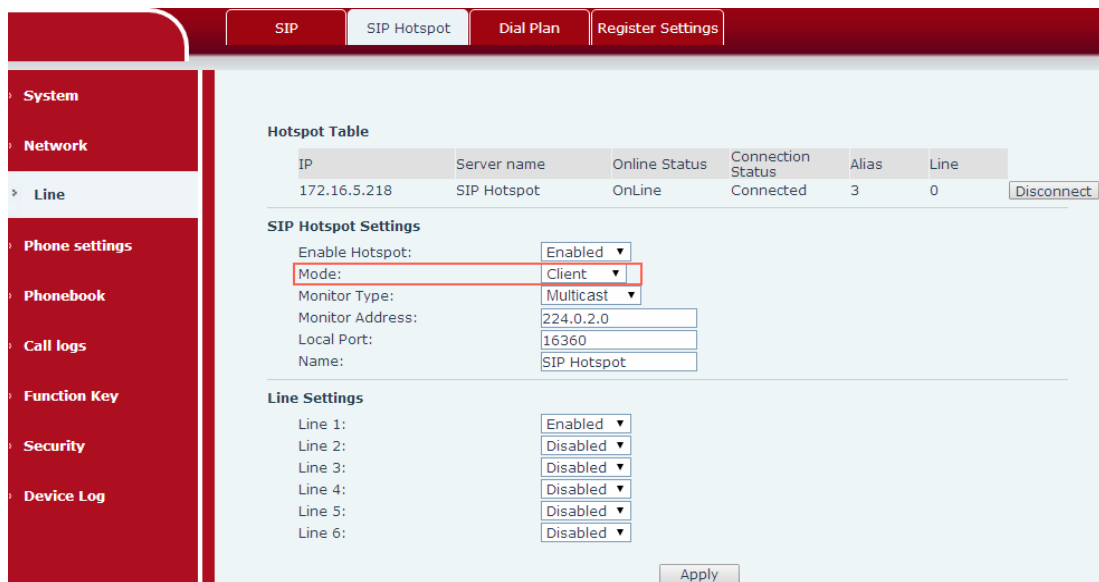 SIP SIP Hotspot Dial Plan Register Settings
System
Network
Line
Phone settings
Phonebook
Call logs
Function Key
Security
Device Log
Hotspot Table
IP Server name Online Status Connection Status Alias Line
172.16.5.218 SIP Hotspot OnLine Connected 3 0 Disconnect
SIP Hotspot Settings
Enable Hotspot: Enabled
Mode: Client
Monitor Type: Multicast
Monitor Address: 224.0.2.0
Local Port: 16360
Name: SIP Hotspot
Line Settings
Line 1: Enabled
Line 2: Disabled
Line 3: Disabled
Line 4: Disabled
Line 5: Disabled
Line 6: Disabled
Apply